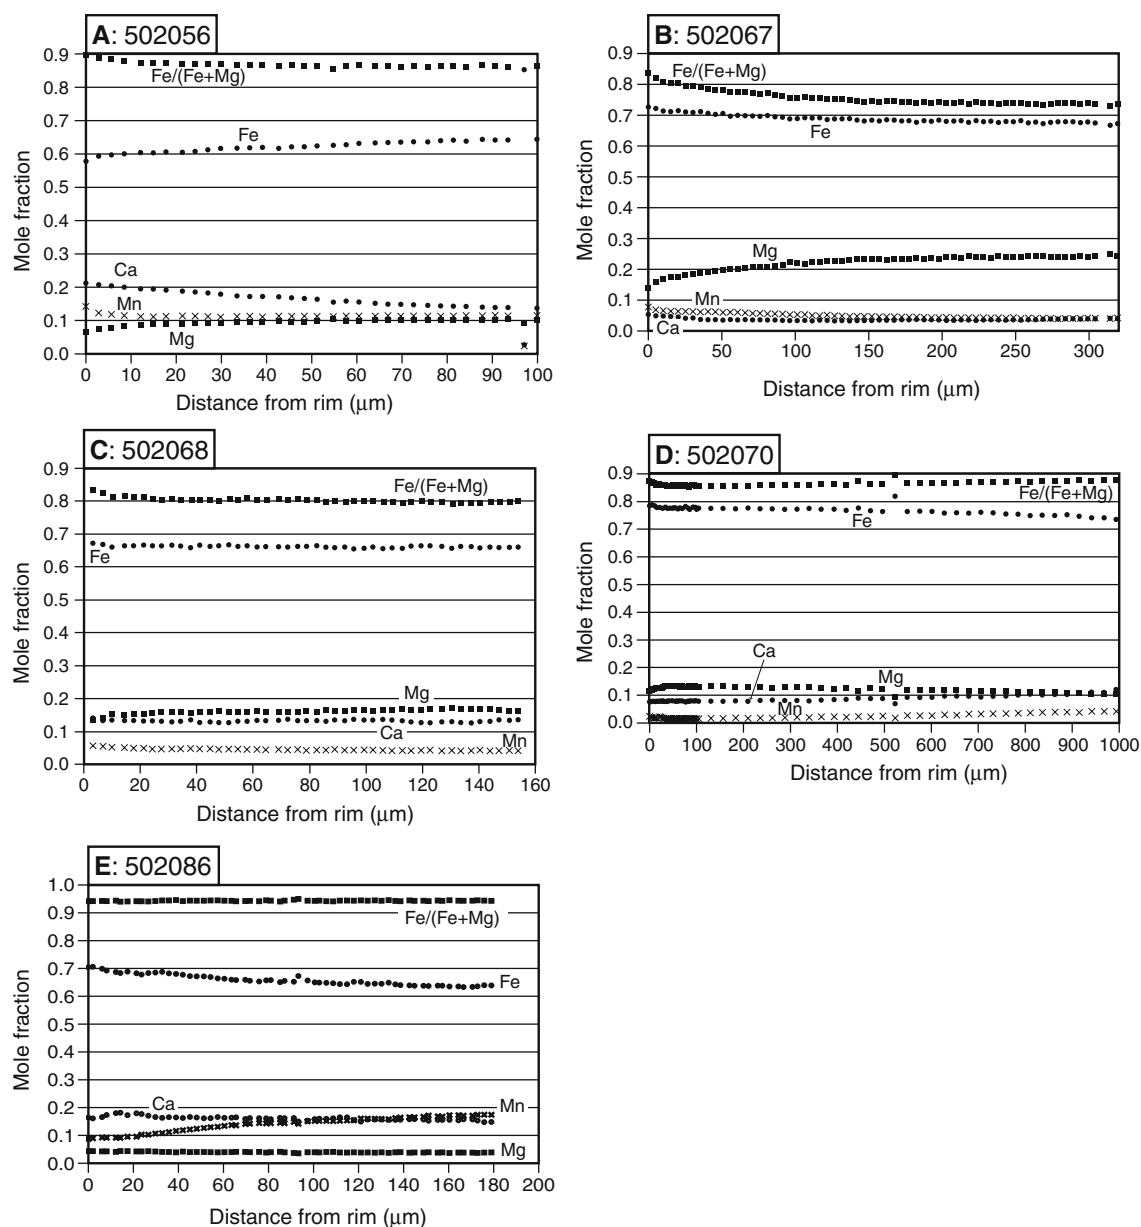 A: 502056
0.9
0.8
0.7
0.6
0.5
0.4
0.3
0.2
0.1
0.0
Mole fraction
Fe/(Fe+Mg)
Fe
Ca
Mn
Mg
0 10 20 30 40 50 60 70 80 90 100
Distance from rim (μm)
B: 502067
0.9
0.8
0.7
0.6
0.5
0.4
0.3
0.2
0.1
0.0
Mole fraction
Fe/(Fe+Mg)
Fe
Mg
Mn
Ca
0 50 100 150 200 250 300
Distance from rim (μm)
C: 502068
0.9
0.8
0.7
0.6
0.5
0.4
0.3
0.2
0.1
0.0
Mole fraction
Fe/(Fe+Mg)
Fe
Mg
Ca
Mn
0 20 40 60 80 100 120 140 160
Distance from rim (μm)
D: 502070
0.9
0.8
0.7
0.6
0.5
0.4
0.3
0.2
0.1
0.0
Mole fraction
Fe/(Fe+Mg)
Fe
Ca
Mg
Mn
0 100 200 300 400 500 600 700 800 900 1000
Distance from rim (μm)
E: 502086
1.0
0.9
0.8
0.7
0.6
0.5
0.4
0.3
0.2
0.1
0.0
Mole fraction
Fe/(Fe+Mg)
Fe
Ca
Mn
Mg
0 20 40 60 80 100 120 140 160 180 200
Distance from rim (μm)